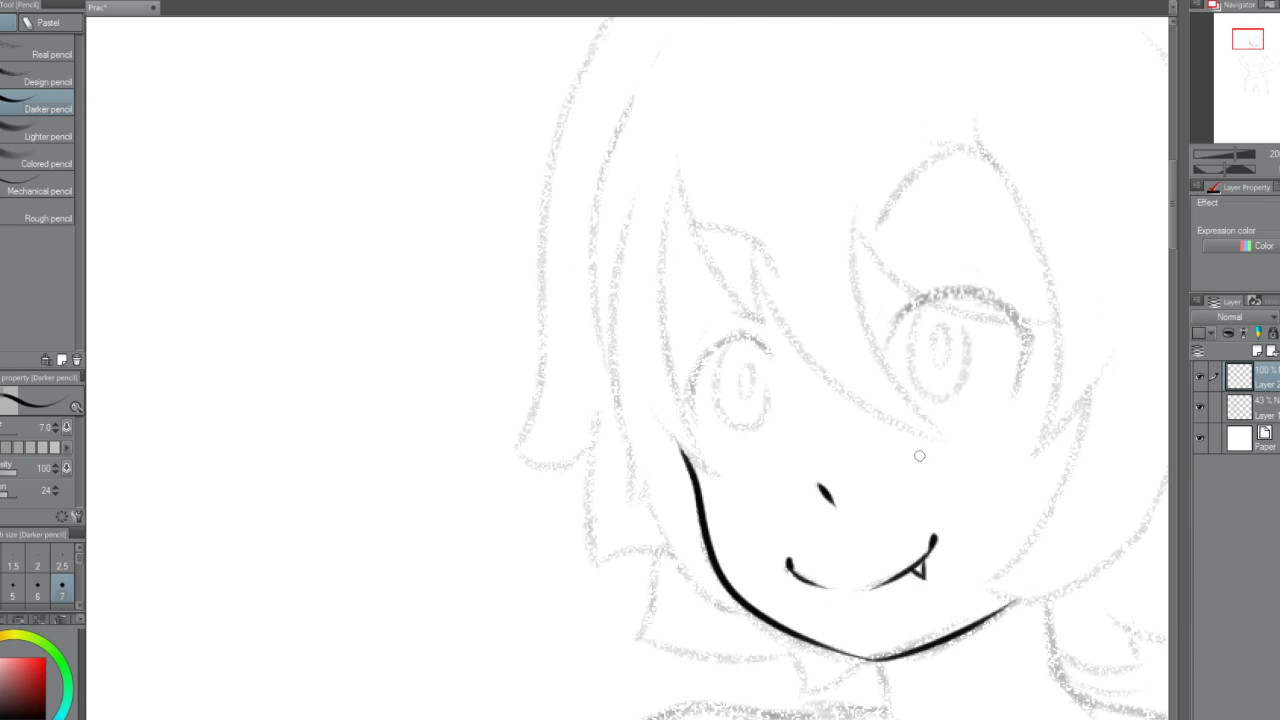 Tool [Pencil]
Prac*
Navigator
Pastel
Real pencil
Design pencil
Darker pencil
Lighter pencil
Colored pencil
Mechanical pencil
Rough pencil
20
Layer Property
Effect
Expression color
Color
Layer
Normal
100 %
Layer 2
43 % N
Layer 1
Paper
property [Darker pencil]
7.0
100
24
size [Darker pencil]
1.5 2 2.5
5 6 7